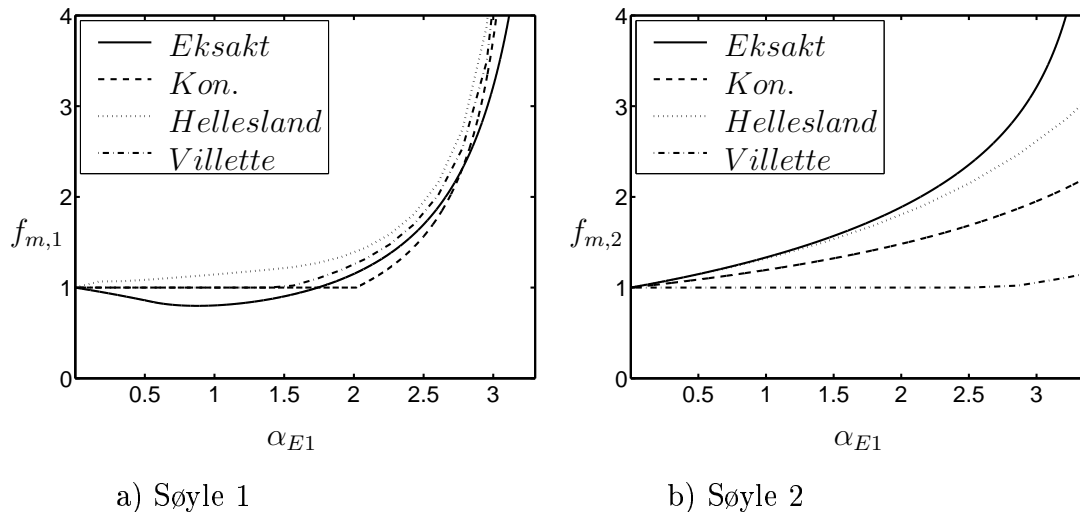 4
3
2
1
0
f_{m,1}
Eksakt
Kon.
Hellesland
Villette
0.5 1 1.5 2 2.5 3
α_{E1}
a) Søyle 1
4
3
2
1
0
f_{m,2}
Eksakt
Kon.
Hellesland
Villette
0.5 1 1.5 2 2.5 3
α_{E1}
b) Søyle 2